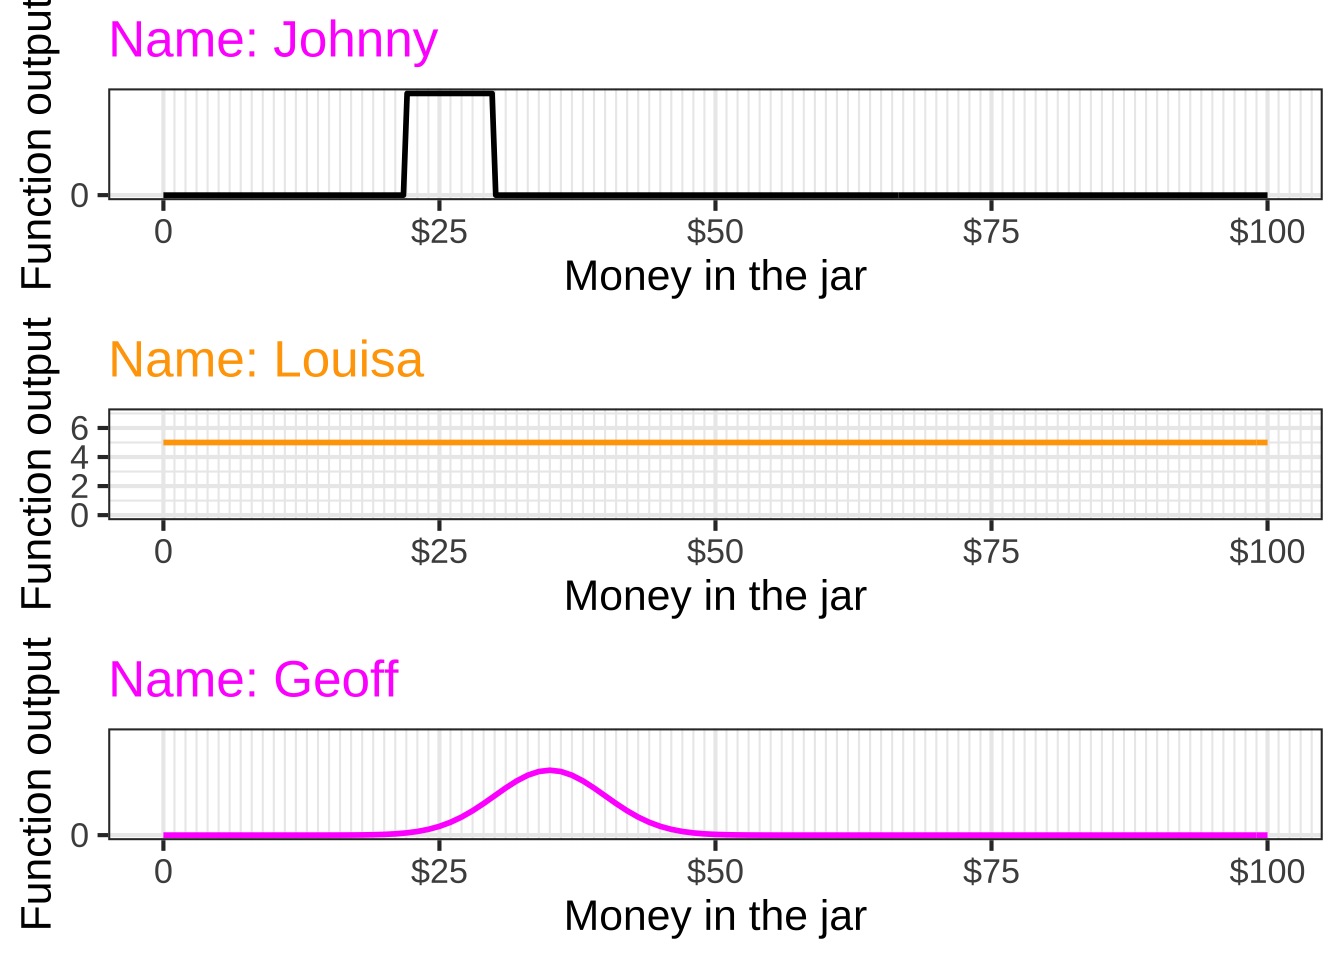 Name: Johnny
Function output
0
0 $25 $50 $75 $100
Money in the jar
Name: Louisa
Function output
6
4
2
0
0 $25 $50 $75 $100
Money in the jar
Name: Geoff
Function output
0
0 $25 $50 $75 $100
Money in the jar